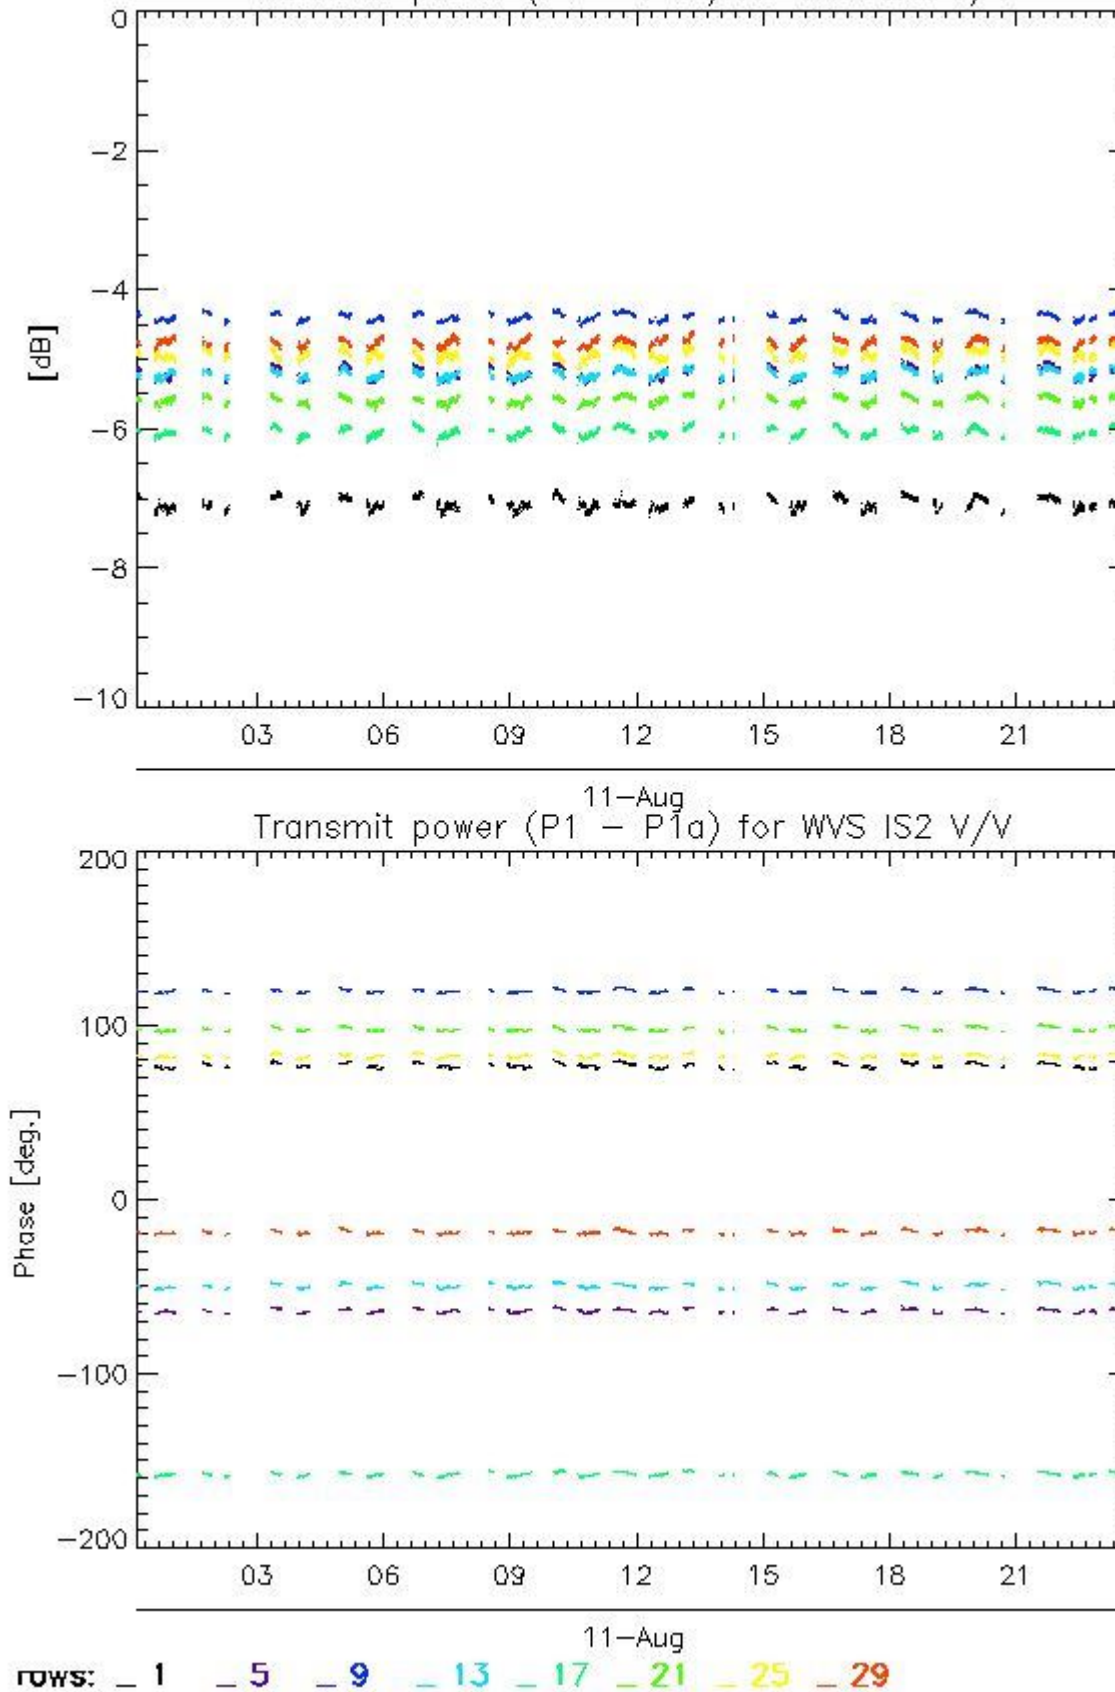 0
-2
-4
[dB]
-6
-8
-10
03 06 09 12 15 18 21
11-Aug
Transmit power (P1 - P1a) for WVS IS2 V/V
200
100
0
Phase [deg.]
-100
-200
03 06 09 12 15 18 21
11-Aug
rows: _ 1 _ 5 _ 9 _ 13 _ 17 _ 21 _ 25 _ 29